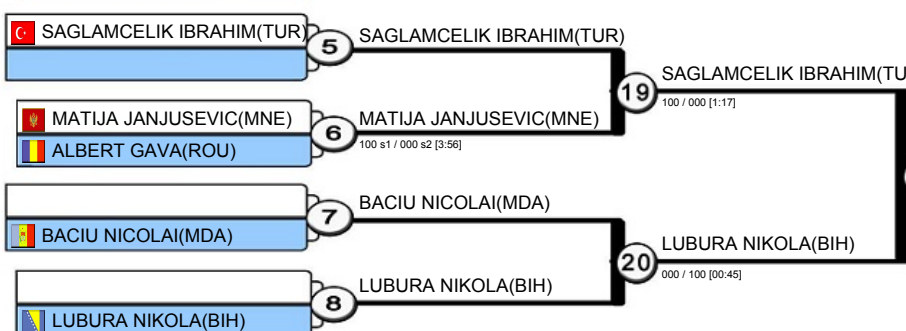 SAGLAMCELIK IBRAHIM(TUR)
5
SAGLAMCELIK IBRAHIM(TUR)
19
SAGLAMCELIK IBRAHIM(TU
100 / 000 [1:17]
MATIJA JANJUSEVIC(MNE)
ALBERT GAVA(ROU)
6
MATIJA JANJUSEVIC(MNE)
100 s1 / 000 s2 [3:56]
BACIU NICOLAI(MDA)
7
BACIU NICOLAI(MDA)
20
LUBURA NIKOLA(BIH)
000 / 100 [00:45]
LUBURA NIKOLA(BIH)
8
LUBURA NIKOLA(BIH)